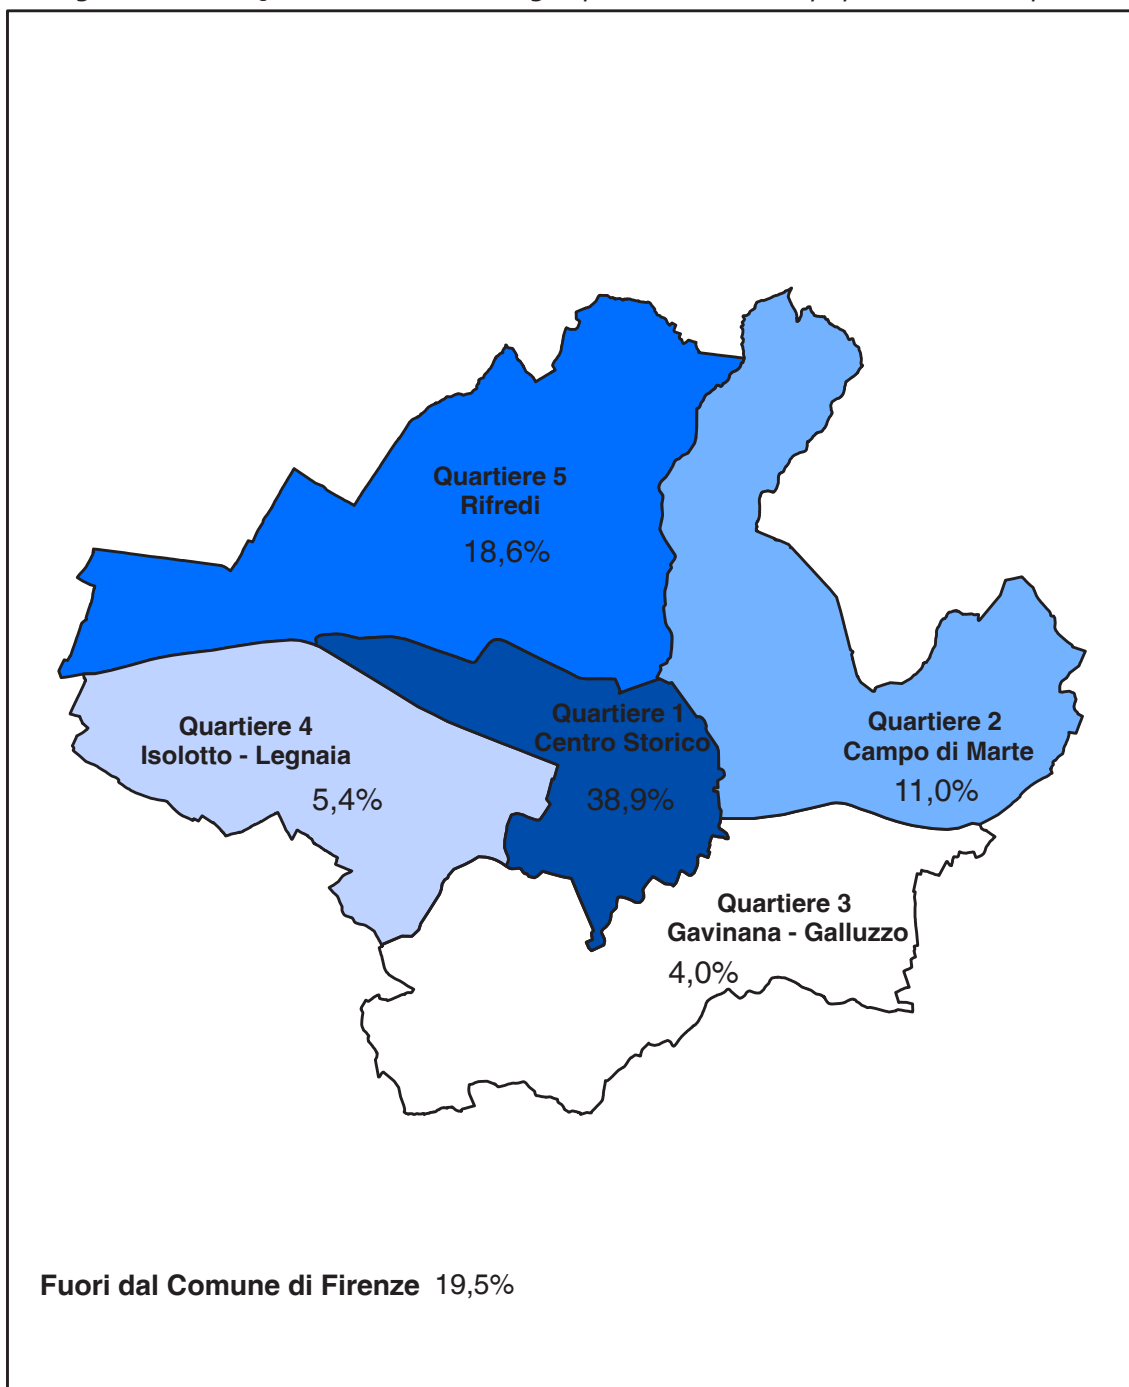 Quartiere 5
Rifredi
18,6%
Quartiere 1
Centro Storico
38,9%
Quartiere 4
Isolotto - Legnaia
5,4%
Quartiere 2
Campo di Marte
11,0%
Quartiere 3
Gavinana - Galluzzo
4,0%
Fuori dal Comune di Firenze 19,5%